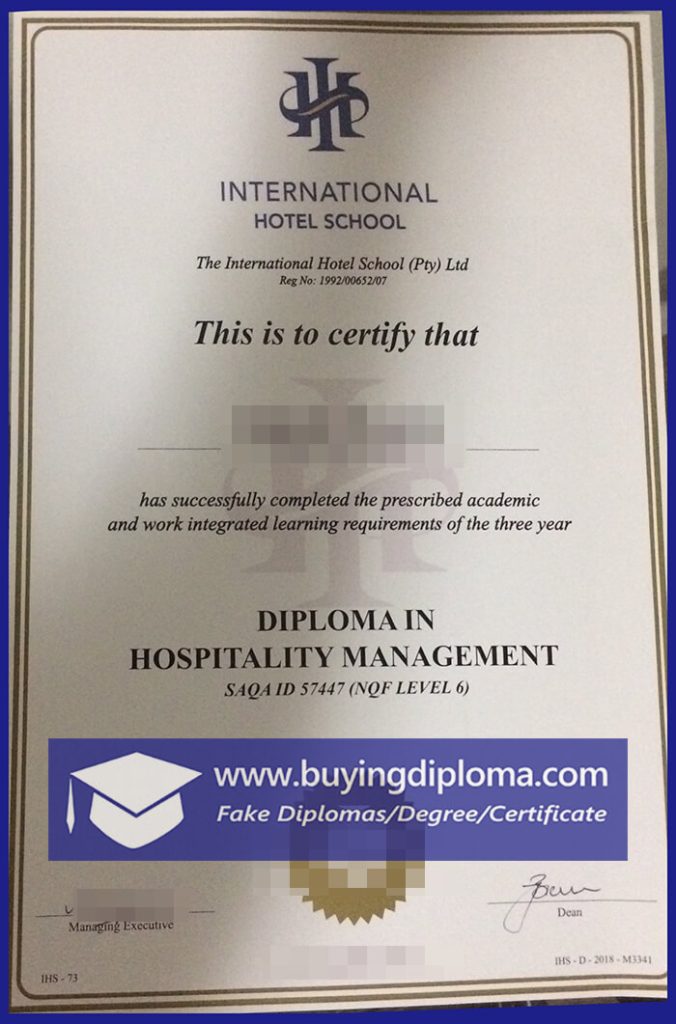 INTERNATIONAL
HOTEL SCHOOL
The International Hotel School (Pty) Ltd
Reg No: 1992/00652/07
This is to certify that
has successfully completed the prescribed academic
and work integrated learning requirements of the three year
DIPLOMA IN
HOSPITALITY MANAGEMENT
SAQA ID 57447 (NQF LEVEL 6)
www.buyingdiploma.com
Fake Diplomas/Degree/Certificate
Managing Executive
Dean
IHS - 73
IHS - D - 2018 - M3341